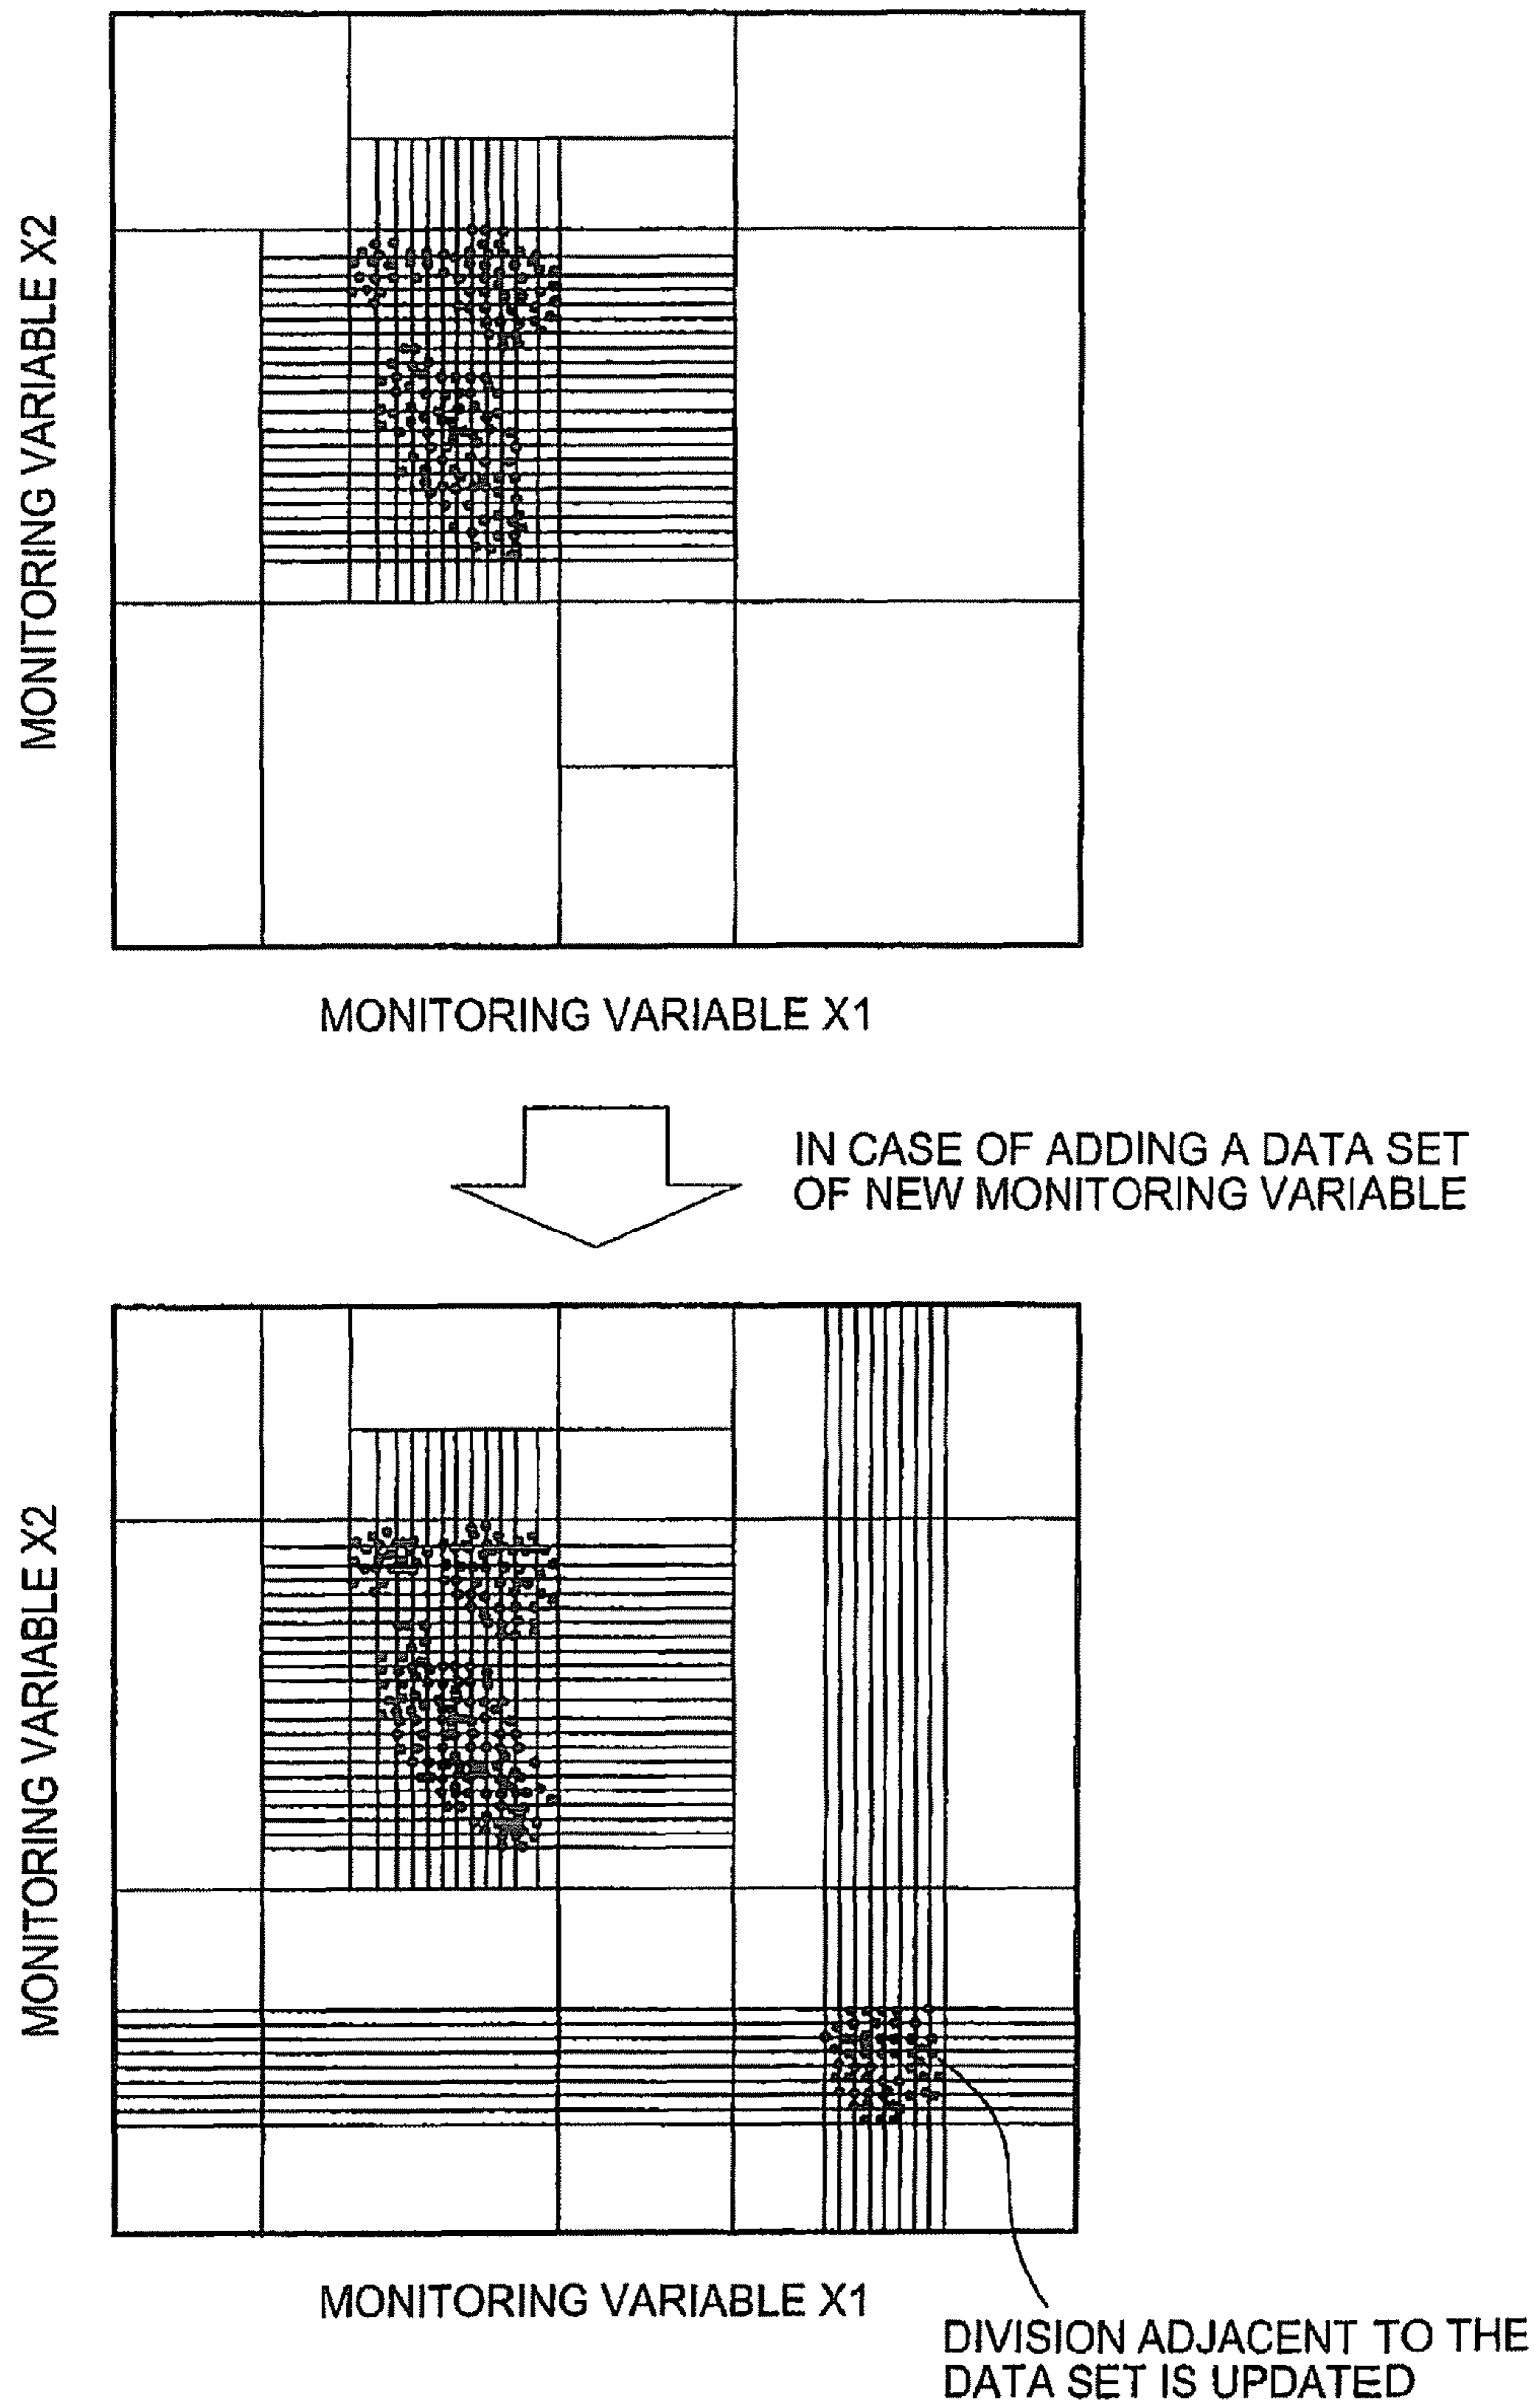 MONITORING VARIABLE X2
MONITORING VARIABLE X1
IN CASE OF ADDING A DATA SET
OF NEW MONITORING VARIABLE
MONITORING VARIABLE X2
MONITORING VARIABLE X1
DIVISION ADJACENT TO THE
DATA SET IS UPDATED